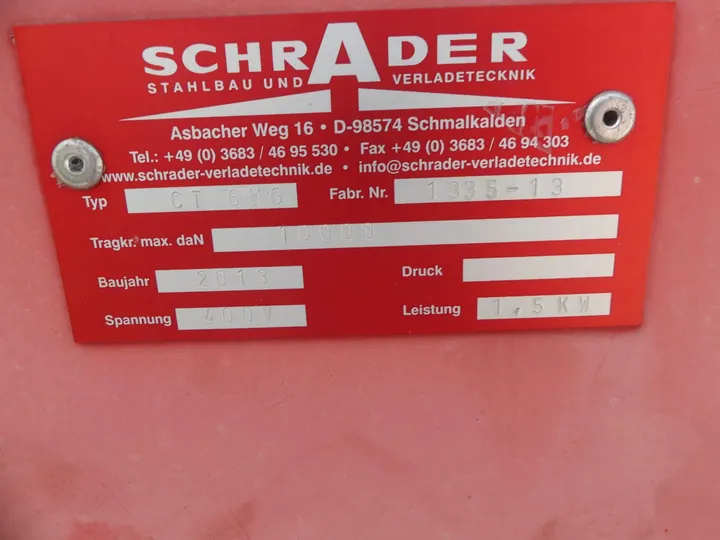 SCHRADER
STAHLBAU UND VERLADETECKNIK
Asbacher Weg 16 • D-98574 Schmalkalden
Tel.: +49 (0) 3683 / 46 95 530 • Fax +49 (0) 3683 / 46 94 303
www.schrader-verladetechnik.de • info@schrader-verladetechnik.de
Typ CT Fabr. Nr. 1335-13
Tragkr. max. daN 10000
Baujahr 2013 Druck
Spannung 400V Leistung 1,5KW